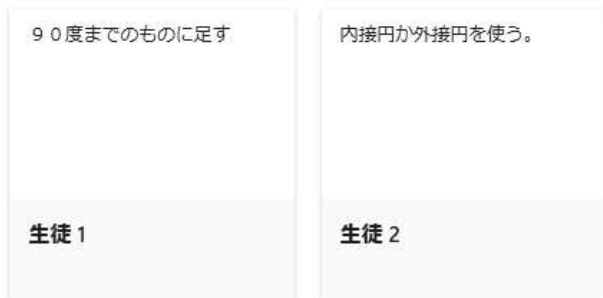 ９０度までのものに足す
内接円か外接円を使う。
生徒 1
生徒 2